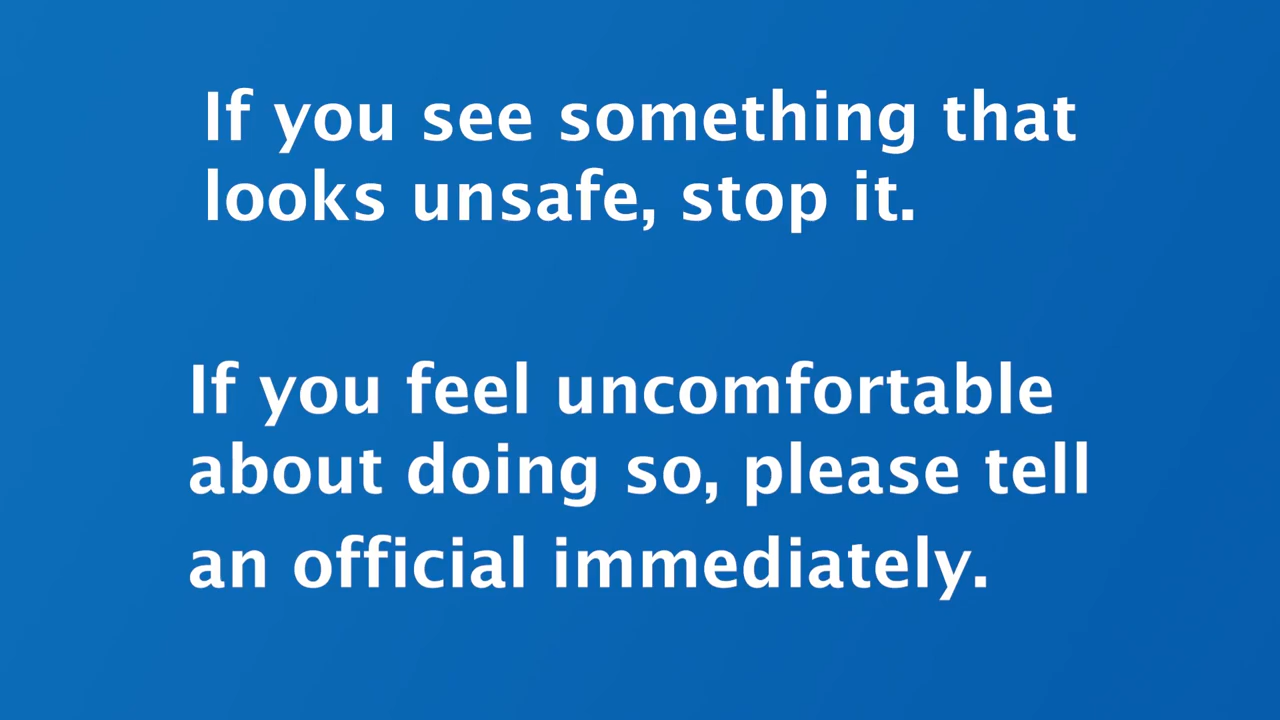 If you see something that
looks unsafe, stop it.
If you feel uncomfortable
about doing so, please tell
an official immediately.